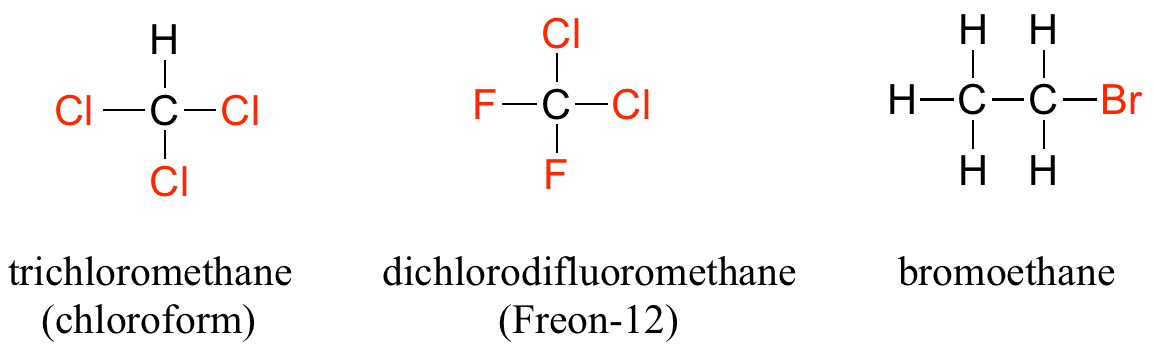 H
Cl C Cl
Cl
Cl
F C Cl
F
H H
H C C Br
H H
trichloromethane
(chloroform)
dichlorodifluoromethane
(Freon-12)
bromoethane